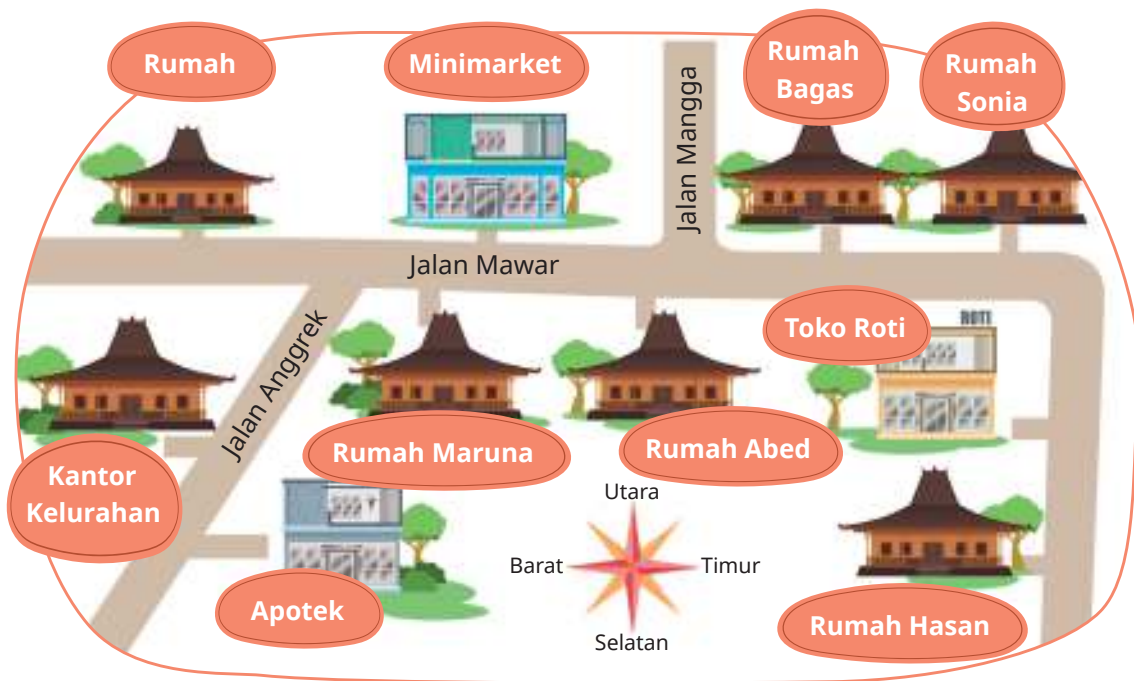 Rumah
Minimarket
Rumah
Bagas
Rumah
Sonia
Jalan Mangga
Jalan Mawar
Jalan Anggrek
Toko Roti
ROTI
Rumah Maruna
Rumah Abed
Kantor
Kelurahan
Utara
Barat
Timur
Selatan
Apotek
Rumah Hasan